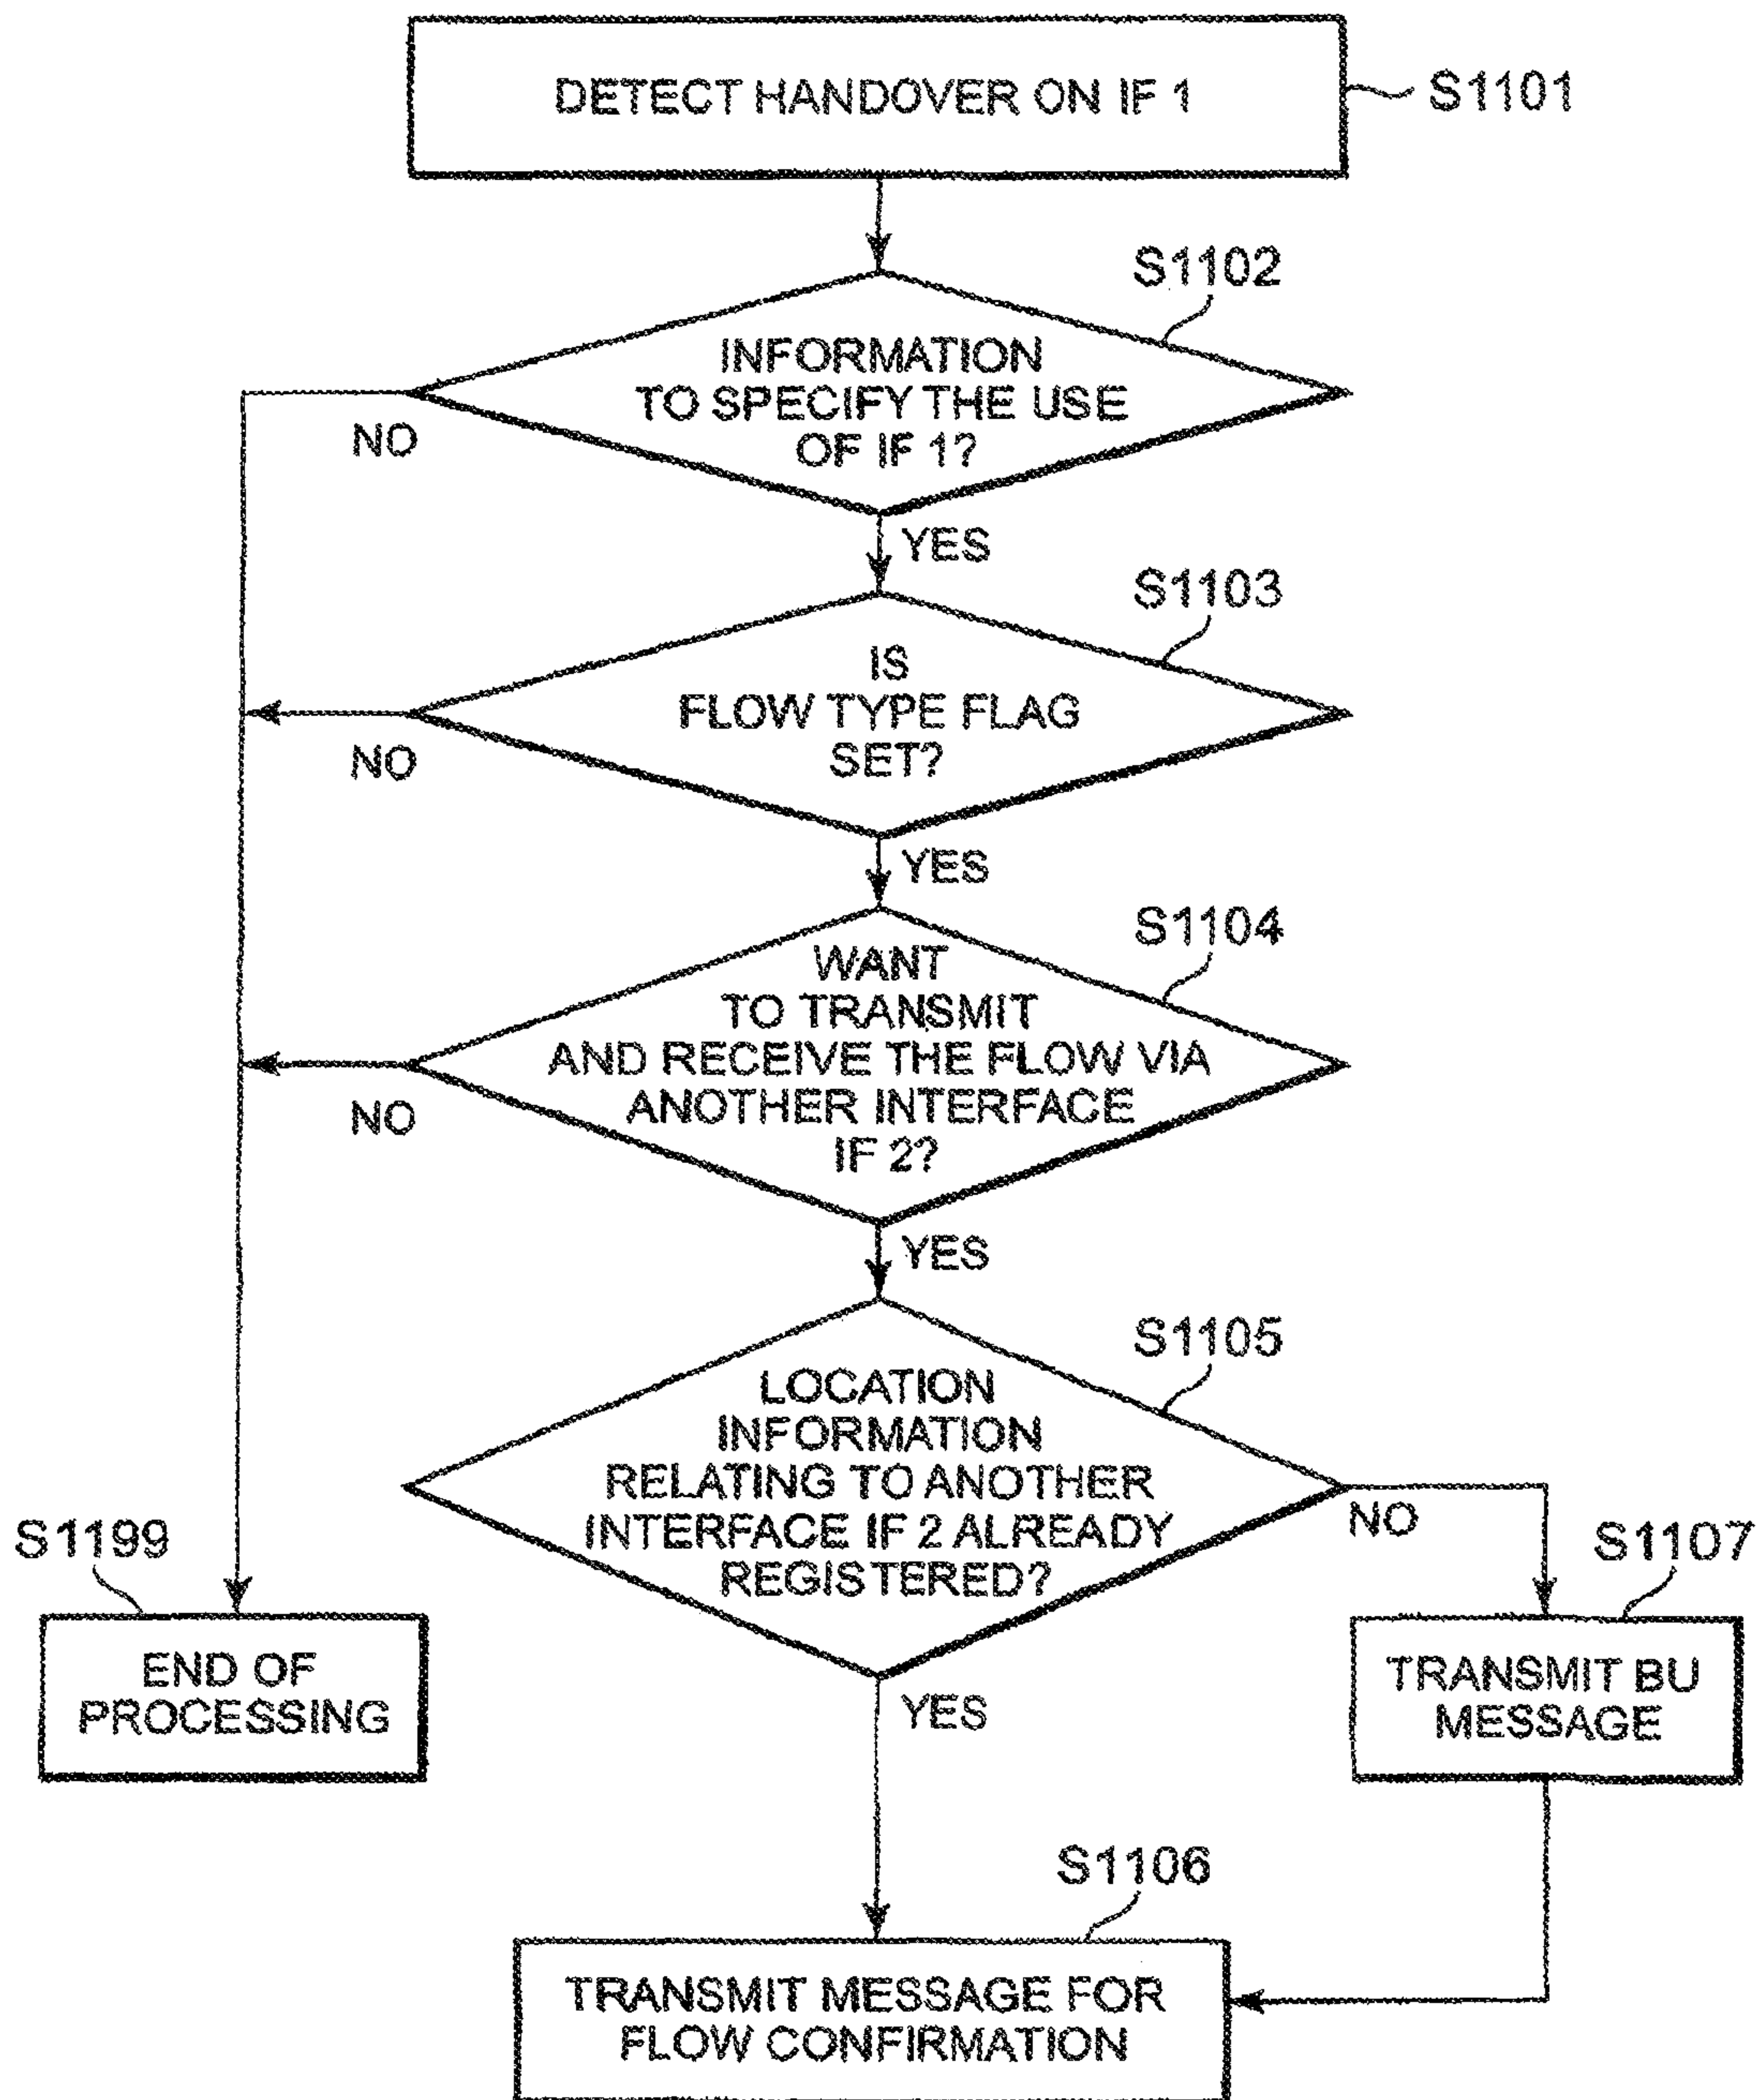 DETECT HANDOVER ON IF 1
S1101
S1102
INFORMATION
TO SPECIFY THE USE
OF IF 1?
NO
YES
S1103
IS
FLOW TYPE FLAG
SET?
NO
YES
S1104
WANT
TO TRANSMIT
AND RECEIVE THE FLOW VIA
ANOTHER INTERFACE
IF 2?
NO
YES
S1105
LOCATION
INFORMATION
RELATING TO ANOTHER
INTERFACE IF 2 ALREADY
REGISTERED?
NO
YES
S1199
END OF
PROCESSING
S1107
TRANSMIT BU
MESSAGE
S1106
TRANSMIT MESSAGE FOR
FLOW CONFIRMATION